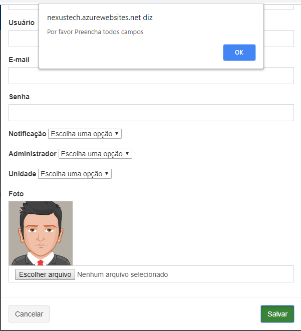 nexustech.azurewebsites.net diz
Por favor Preencha todos campos
OK
Usuário
E-mail
Senha
Notificação Escolha uma opção
Administrador Escolha uma opção
Unidade Escolha uma opção
Foto
Escolher arquivo Nenhum arquivo selecionado
Cancelar Salvar